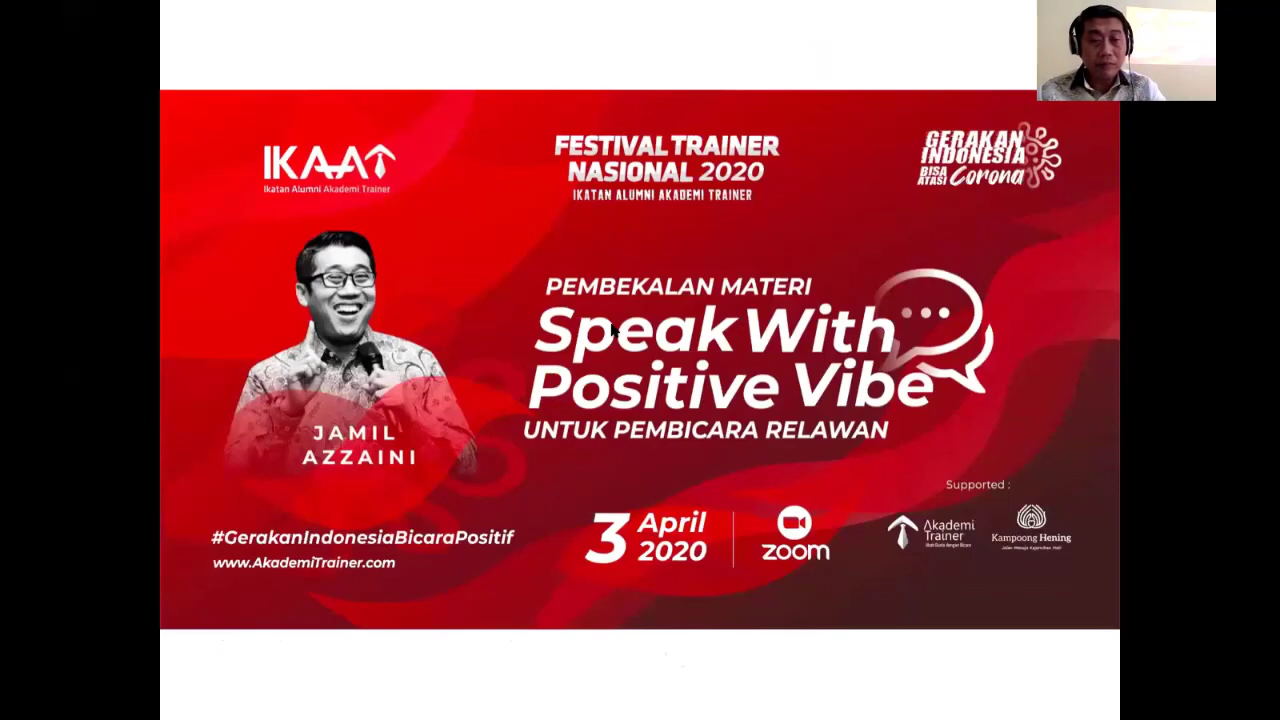 IKAAT
Ikatan Alumni Akademi Trainer
FESTIVAL TRAINER
NASIONAL 2020
IKATAN ALUMNI AKADEMI TRAINER
GERAKAN
INDONESIA
BISA
ATASI Corona
PEMBEKALAN MATERI
Speak With
Positive Vibe
UNTUK PEMBICARA RELAWAN
JAMIL
AZZAINI
#GerakanIndonesiaBicaraPositif
www.AkademiTrainer.com
3 April
2020
zoom
Supported :
Akademi
Trainer
Kampoong Hening